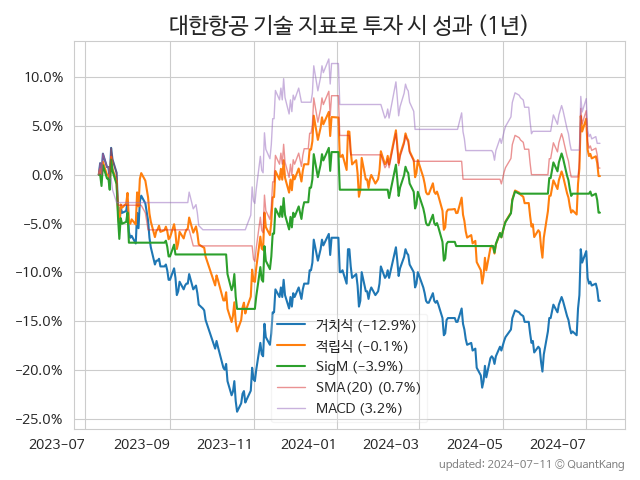 대한항공 기술 지표로 투자 시 성과 (1년)
10.0%
5.0%
0.0%
−5.0%
−10.0%
−15.0%
−20.0%
−25.0%
거치식 (−12.9%)
적립식 (−0.1%)
SigM (−3.9%)
SMA(20) (0.7%)
MACD (3.2%)
2023-07 2023-09 2023-11 2024-01 2024-03 2024-05 2024-07
updated: 2024-07-11 © QuantKang